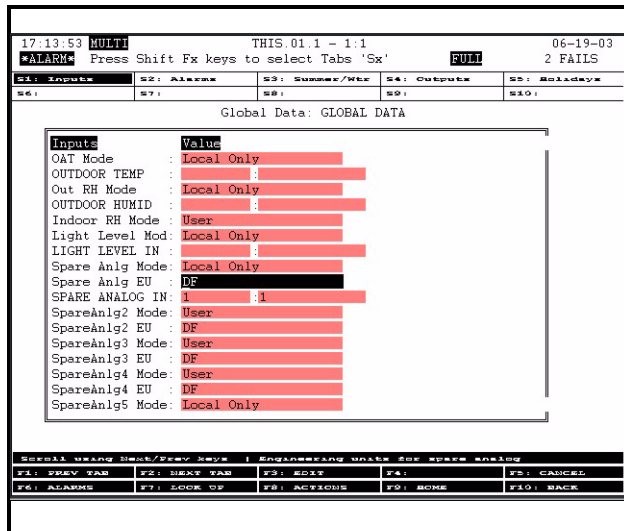 17:13:53 MULTI THIS.01.1 - 1:1 06-19-03
*ALARM* Press Shift Fx keys to select Tabs 'Sx' FULL 2 FAILS
S1: Inputs S2: Alarms S3: Summer/Wtr S4: Outputs S5: Holidays
S6: S7: S8: S9: S10:
Global Data: GLOBAL DATA
Inputs Value
OAT Mode : Local Only
OUTDOOR TEMP : :
Out RH Mode : Local Only
OUTDOOR HUMID : :
Indoor RH Mode : User
Light Level Mod: Local Only
LIGHT LEVEL IN : :
Spare Anlg Mode: Local Only
Spare Anlg EU : DF
SPARE ANALOG IN: 1 :1
SpareAnlg2 Mode: User
SpareAnlg2 EU : DF
SpareAnlg3 Mode: User
SpareAnlg3 EU : DF
SpareAnlg4 Mode: User
SpareAnlg4 EU : DF
SpareAnlg5 Mode: Local Only
Scroll using Next/Prev keys | Engineering units for spare analog
F1: PREV TAB F2: NEXT TAB F3: EDIT F4: F5: CANCEL
F6: ALARMS F7: LOOK UP F8: ACTIONS F9: HOME F10: BACK